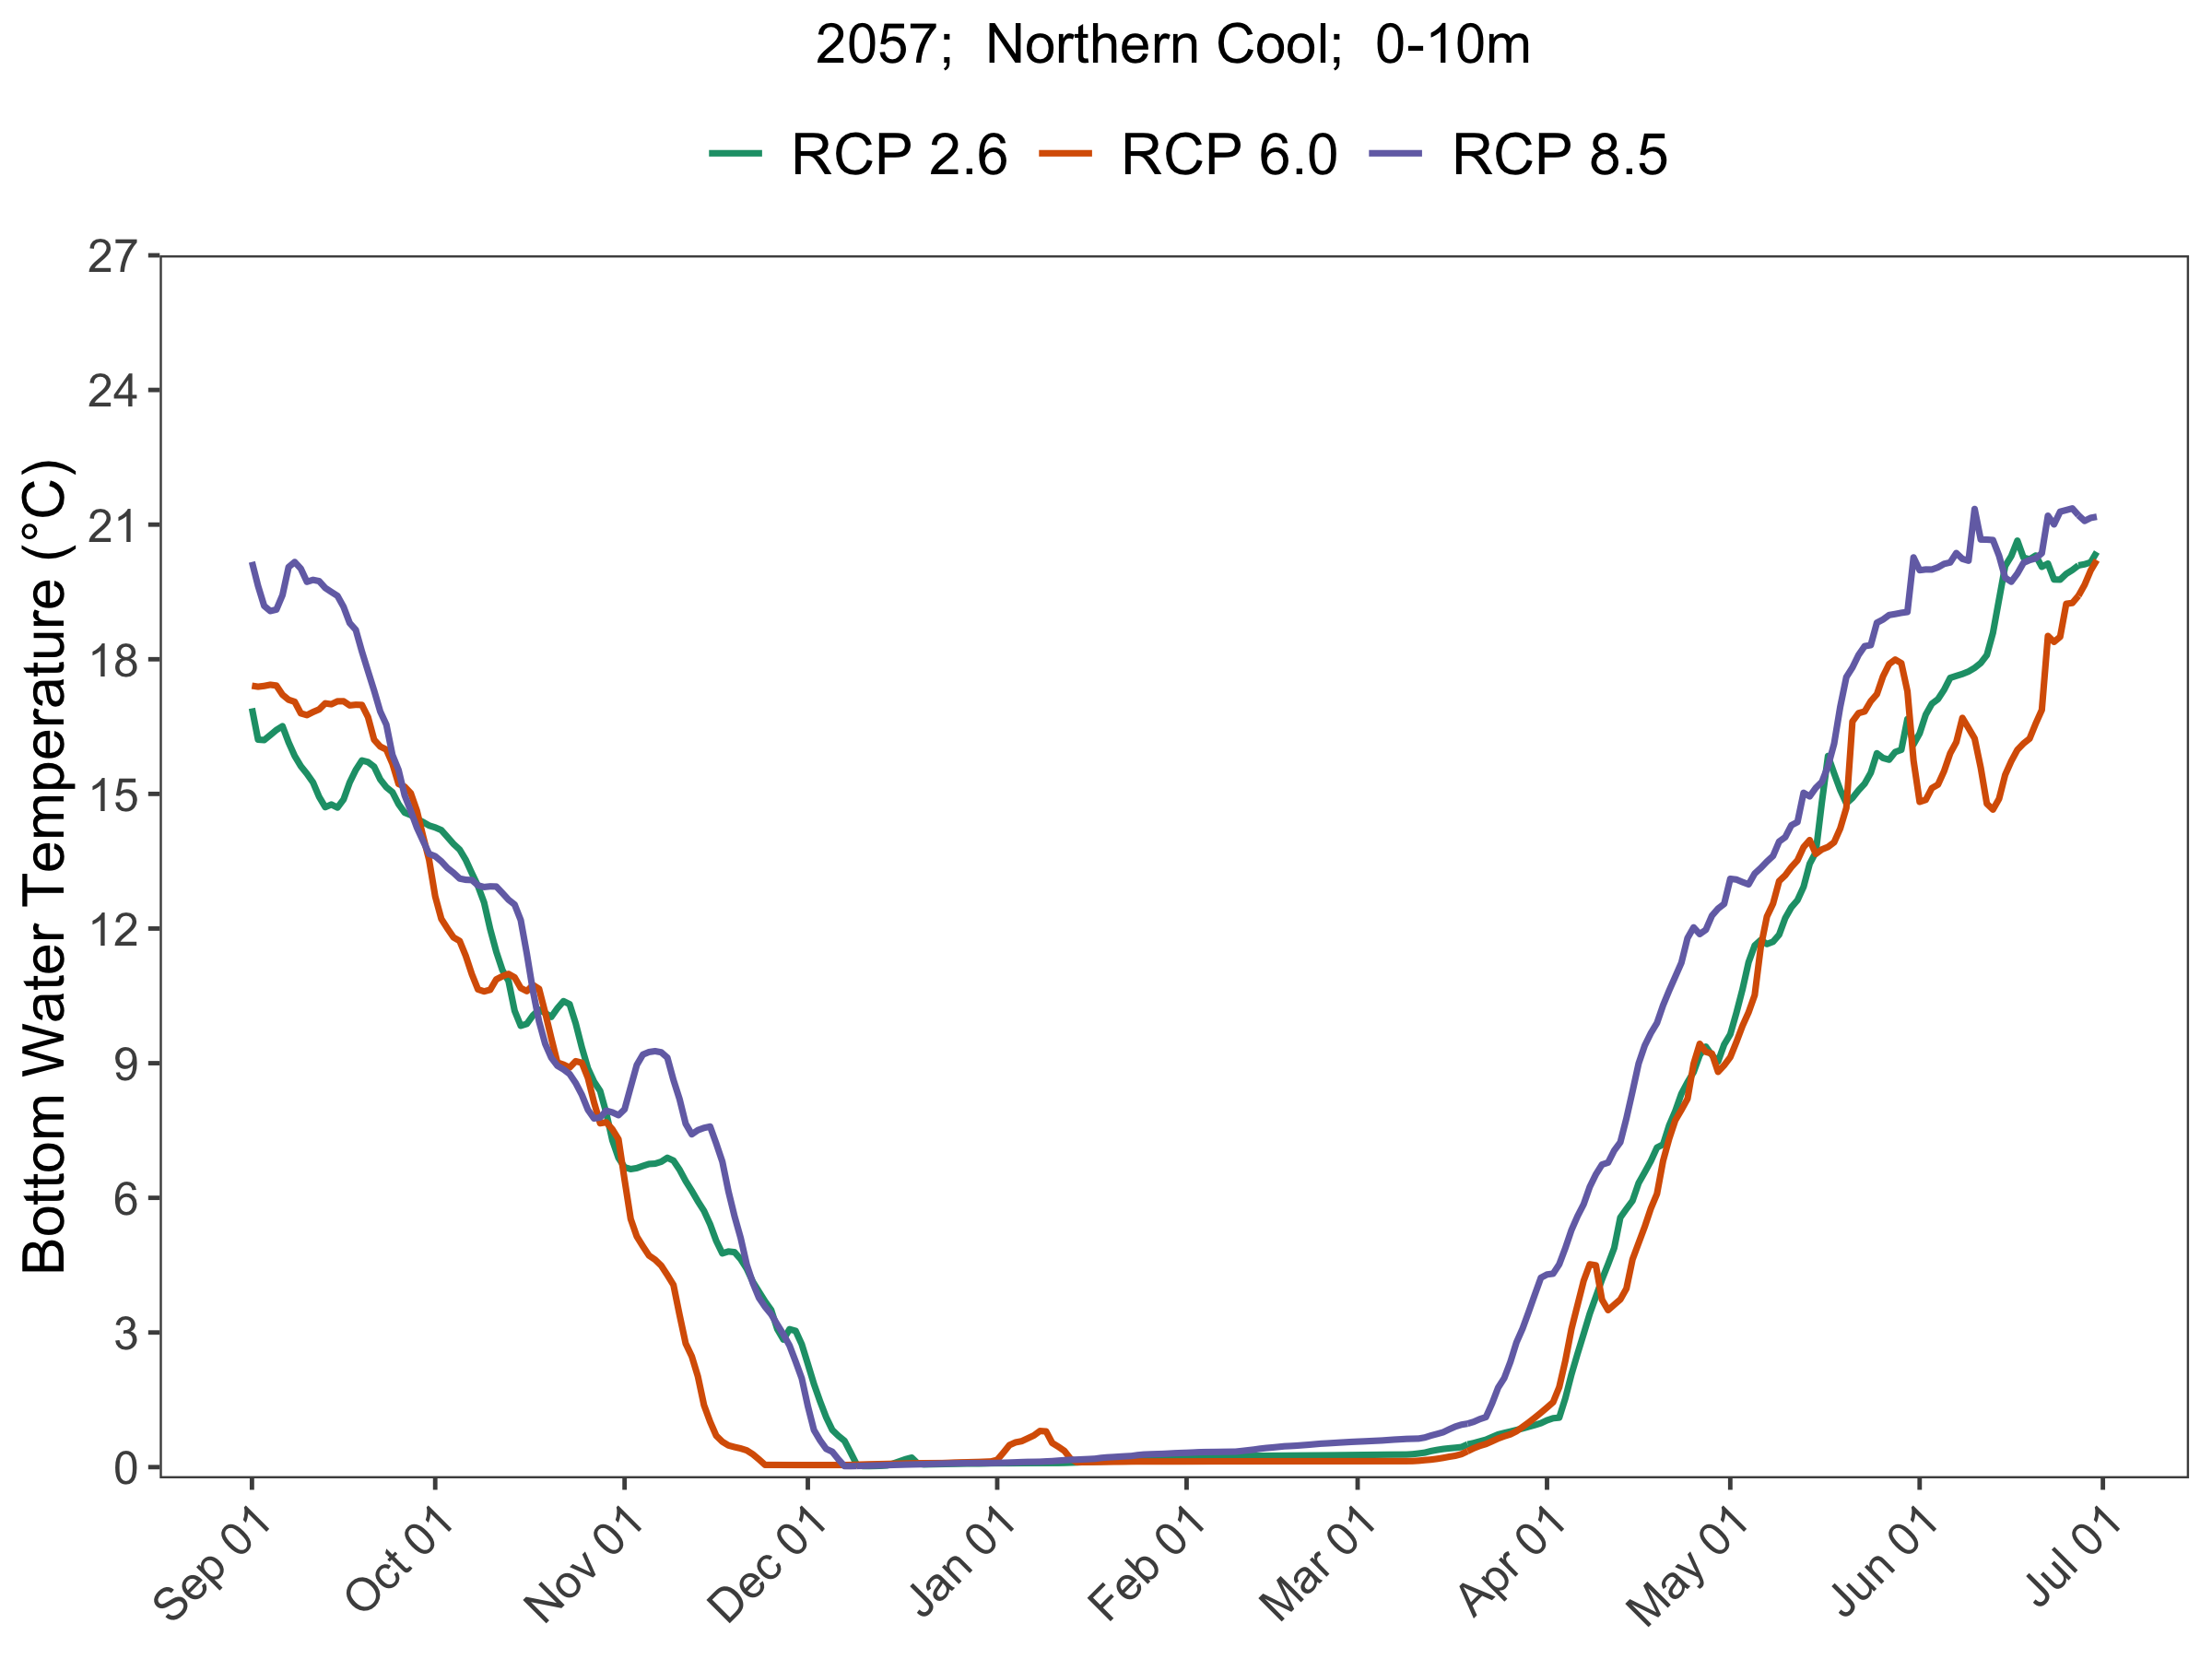 2057;  Northern Cool;  0-10m
RCP 2.6 RCP 6.0 RCP 8.5
Bottom Water Temperature (°C)
27
24
21
18
15
12
9
6
3
0
Sep 01 Oct 01 Nov 01 Dec 01 Jan 01 Feb 01 Mar 01 Apr 01 May 01 Jun 01 Jul 01